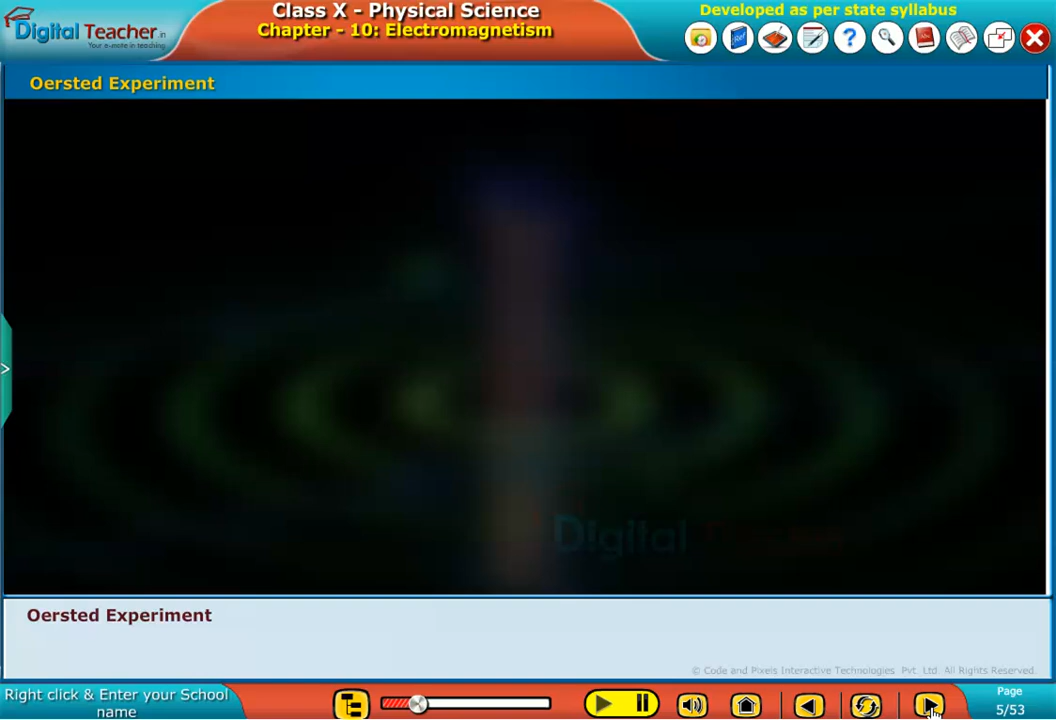 Digital Teacher.in
Your e-mate in teaching
Class X - Physical Science
Chapter - 10: Electromagnetism
Developed as per state syllabus
Oersted Experiment
Digital
Oersted Experiment
© Code and Pixels Interactive Technologies. Pvt. Ltd. All Rights Reserved.
Right click & Enter your School
name
Page
5/53